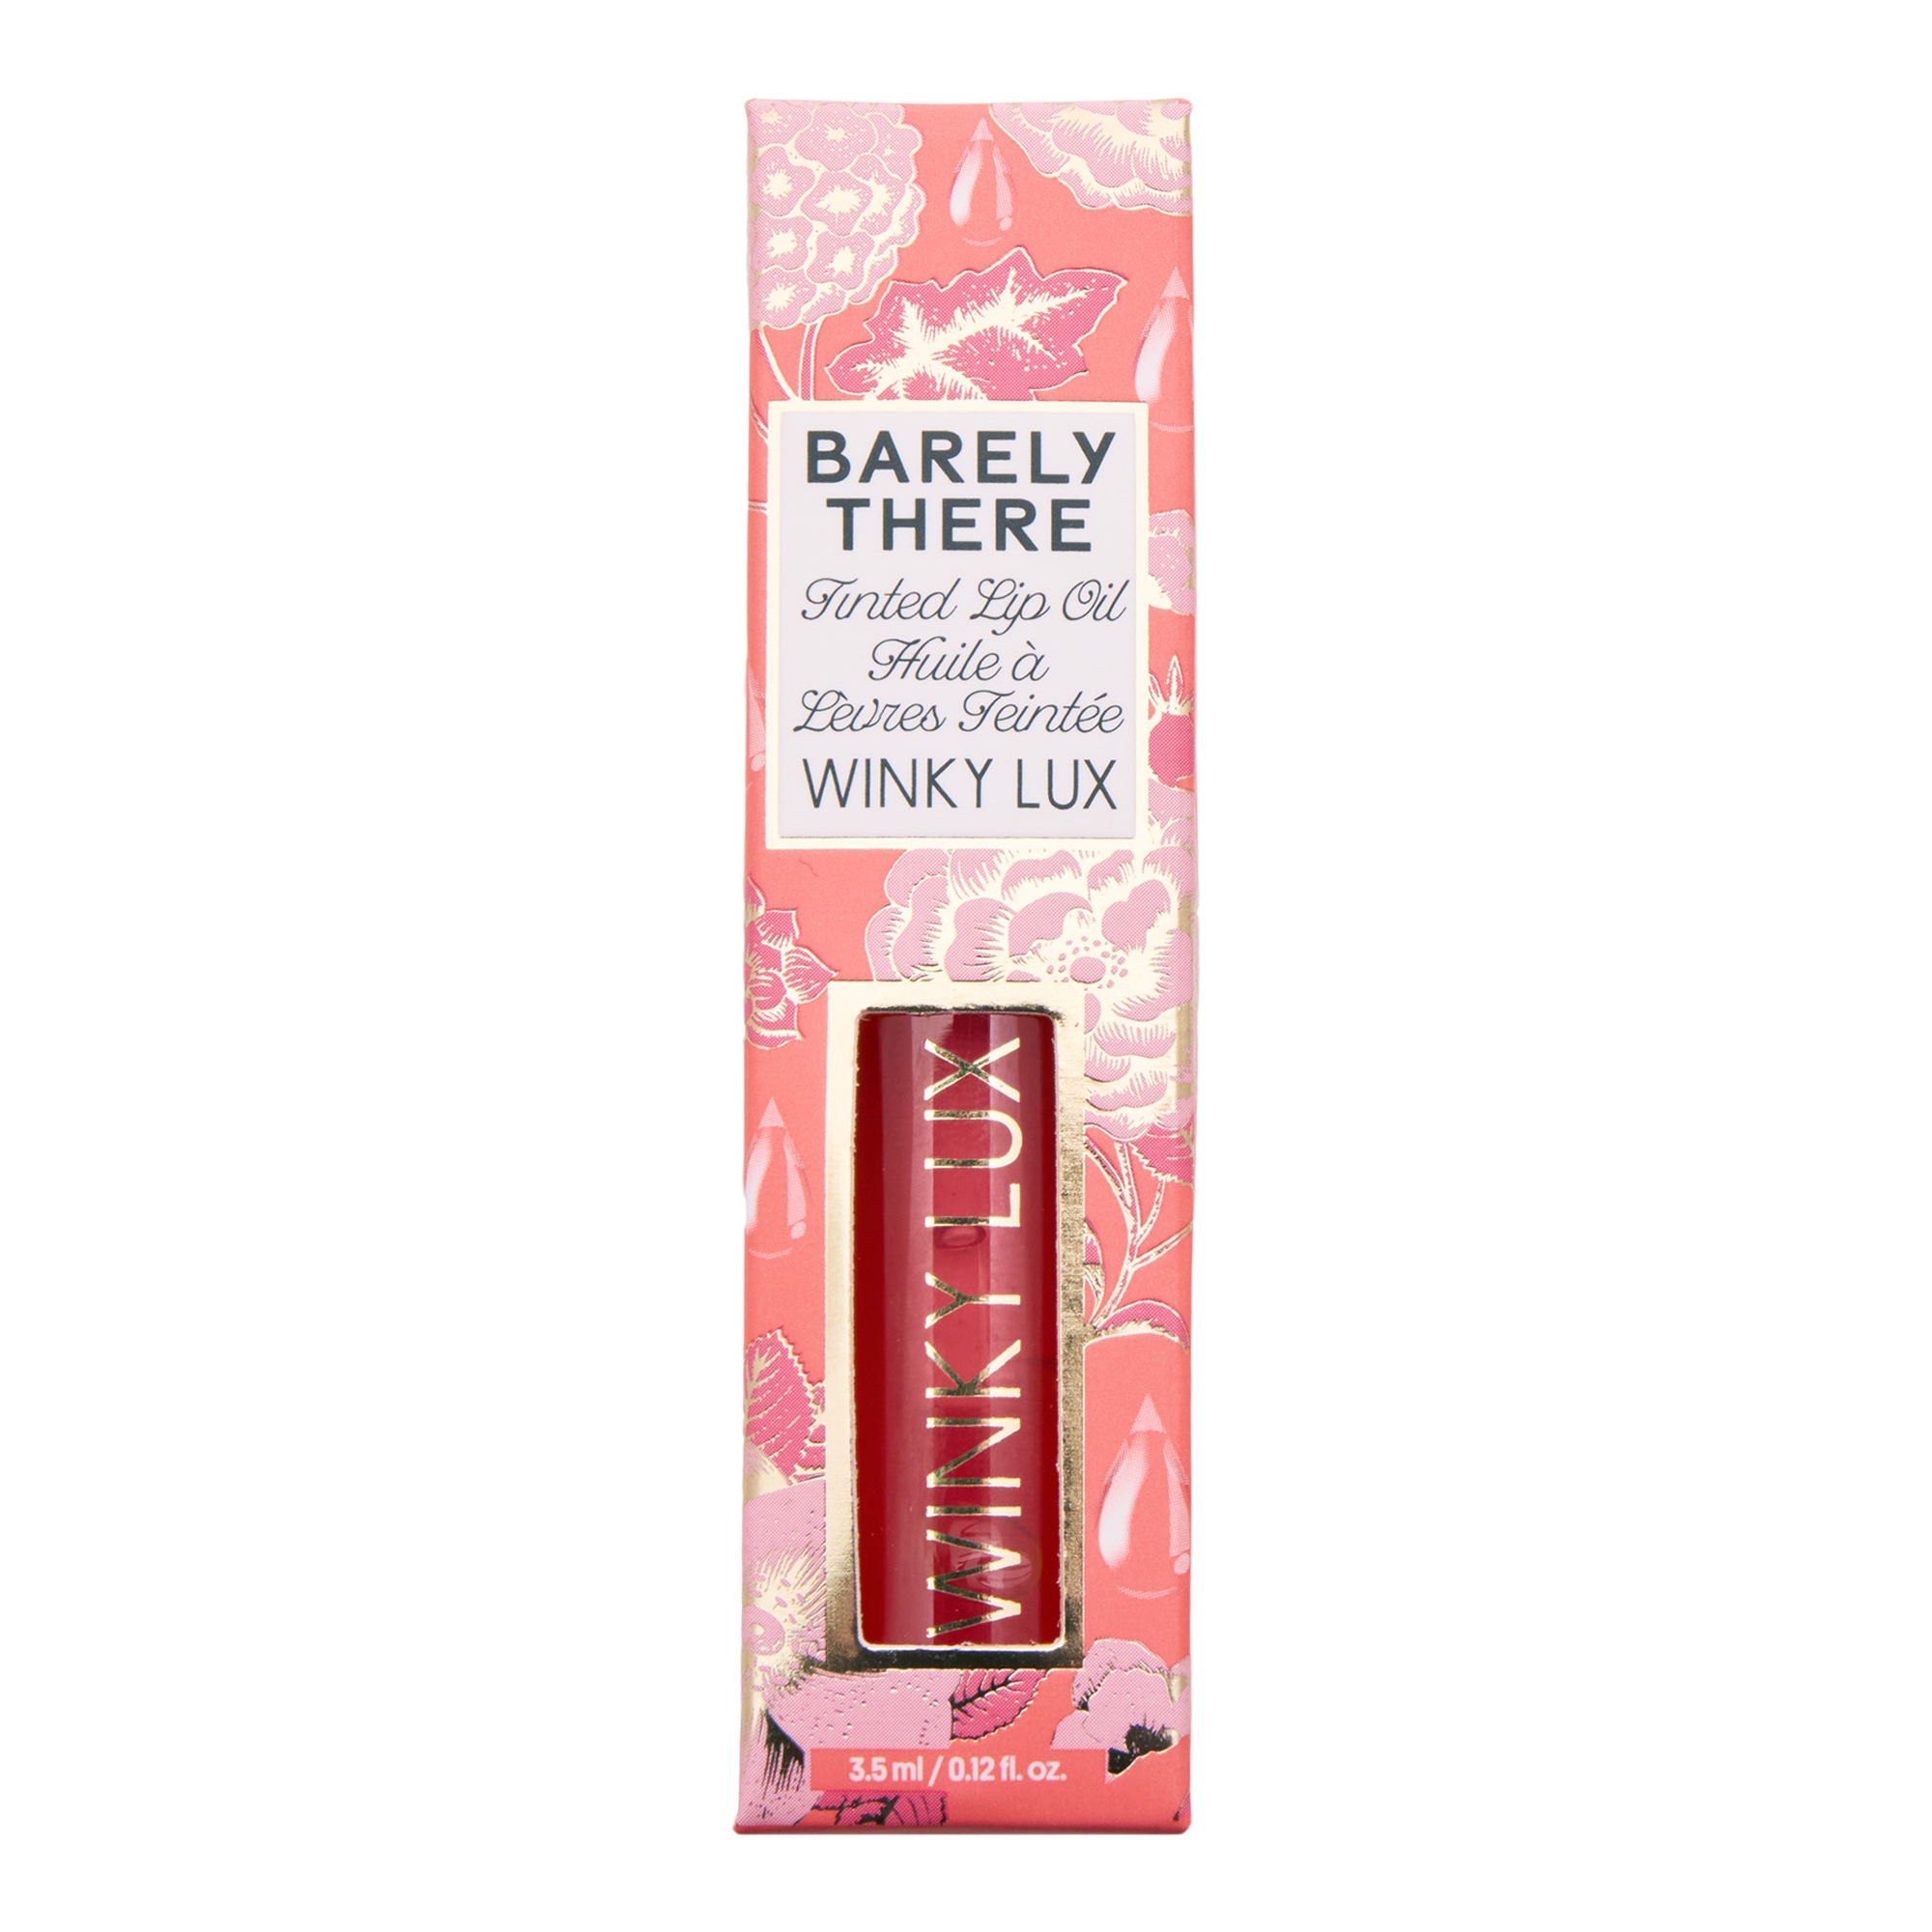 BARELY
THERE
Tinted Lip Oil
Huile à
Lèvres Teintée
WINKY LUX
WINKY LUX
3.5 ml / 0.12 fl. oz.